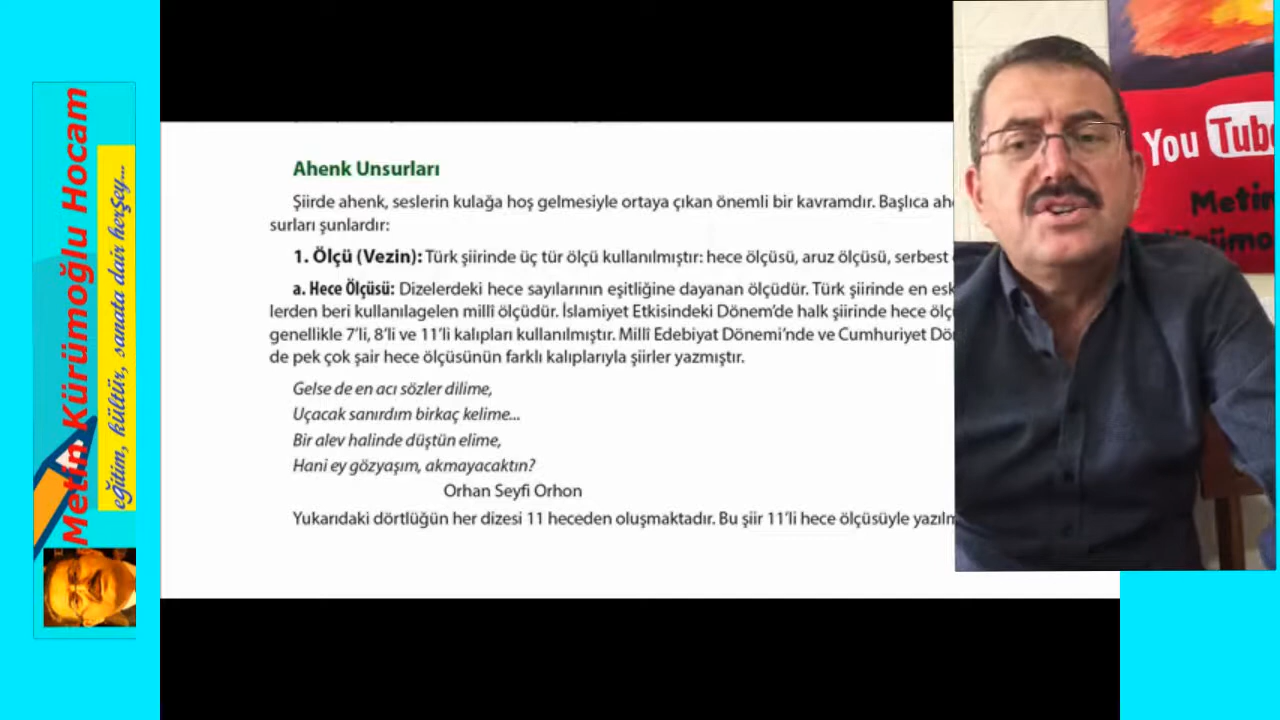 Metin Kürümoğlu Hocam
eğitim, kültür, sanata dair herşey...
Ahenk Unsurları
Şiirde ahenk, seslerin kulağa hoş gelmesiyle ortaya çıkan önemli bir kavramdır. Başlıca
surları şunlardır:
1. Ölçü (Vezin): Türk şiirinde üç tür ölçü kullanılmıştır: hece ölçüsü, aruz ölçüsü, serbest
a. Hece Ölçüsü: Dizelerdeki hece sayılarının eşitliğine dayanan ölçüdür. Türk şiirinde en
lerden beri kullanılagelen millî ölçüdür. İslamiyet Etkisindeki Dönem'de halk şiirinde hece
genellikle 7'li, 8'li ve 11'li kalıpları kullanılmıştır. Millî Edebiyat Dönemi'nde ve Cumhuriyet
de pek çok şair hece ölçüsünün farklı kalıplarıyla şiirler yazmıştır.
Gelse de en acı sözler dilime,
Uçacak sanırdım birkaç kelime...
Bir alev halinde düştün elime,
Hani ey gözyaşım, akmayacaktın?
Orhan Seyfi Orhon
Yukarıdaki dörtlüğün her dizesi 11 heceden oluşmaktadır. Bu şiir 11'li hece ölçüsüyle
You Tube
Metin